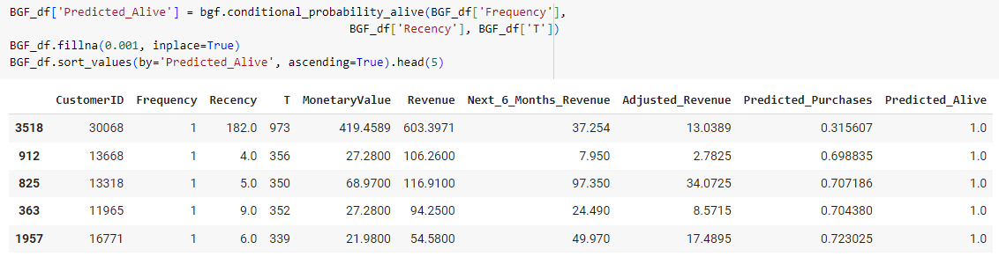 BGF_df['Predicted_Alive'] = bgf.conditional_probability_alive(BGF_df['Frequency'],
BGF_df['Recency'], BGF_df['T'])
BGF_df.fillna(0.001, inplace=True)
BGF_df.sort_values(by='Predicted_Alive', ascending=True).head(5)
CustomerID Frequency Recency T MonetaryValue Revenue Next_6_Months_Revenue Adjusted_Revenue Predicted_Purchases Predicted_Alive
3518 30068 1 182.0 973 419.4589 603.3971 37.254 13.0389 0.315607 1.0
912 13668 1 4.0 356 27.2800 106.2600 7.950 2.7825 0.698835 1.0
825 13318 1 5.0 350 68.9700 116.9100 97.350 34.0725 0.707186 1.0
363 11965 1 9.0 352 27.2800 94.2500 24.490 8.5715 0.704380 1.0
1957 16771 1 6.0 339 21.9800 54.5800 49.970 17.4895 0.723025 1.0